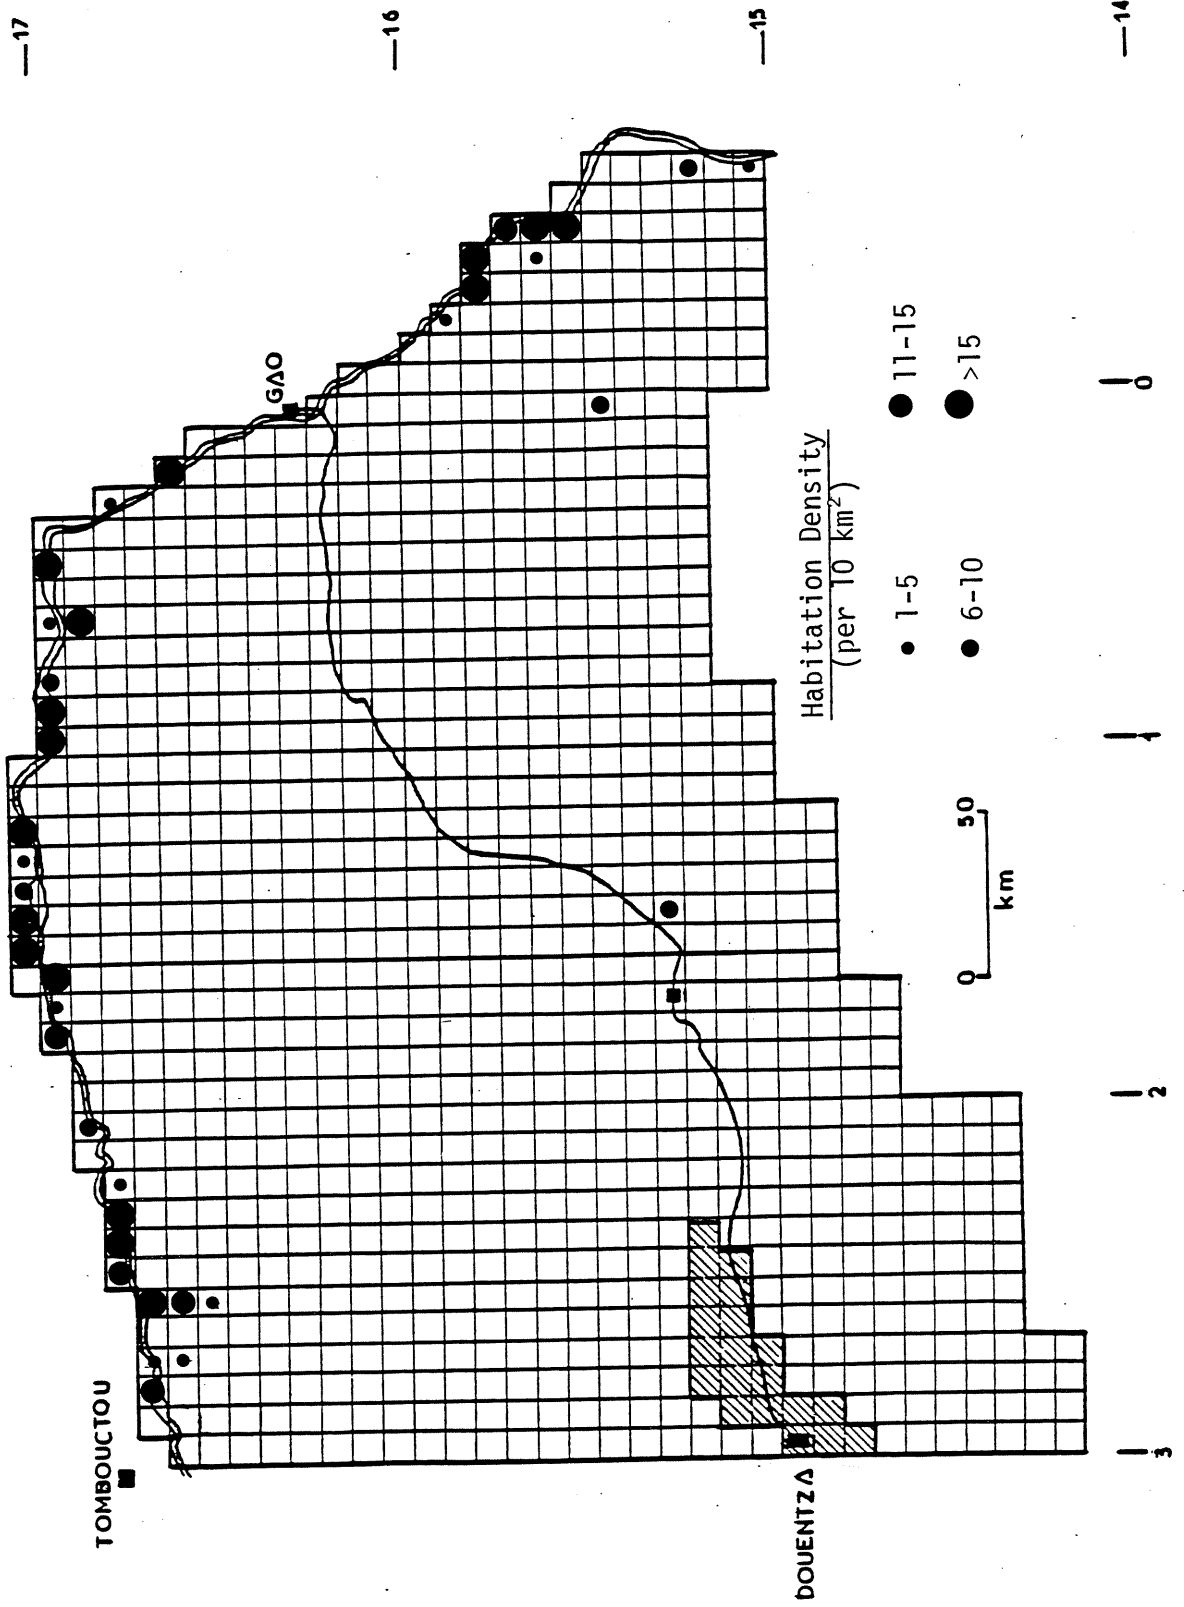 —17
—16
—15
—14
GAO
TOMBOUCTOU
DOUENTZA
Habitation Density
(per 10 km²)
1-5
6-10
11-15
>15
0
50
km
3
2
1
0